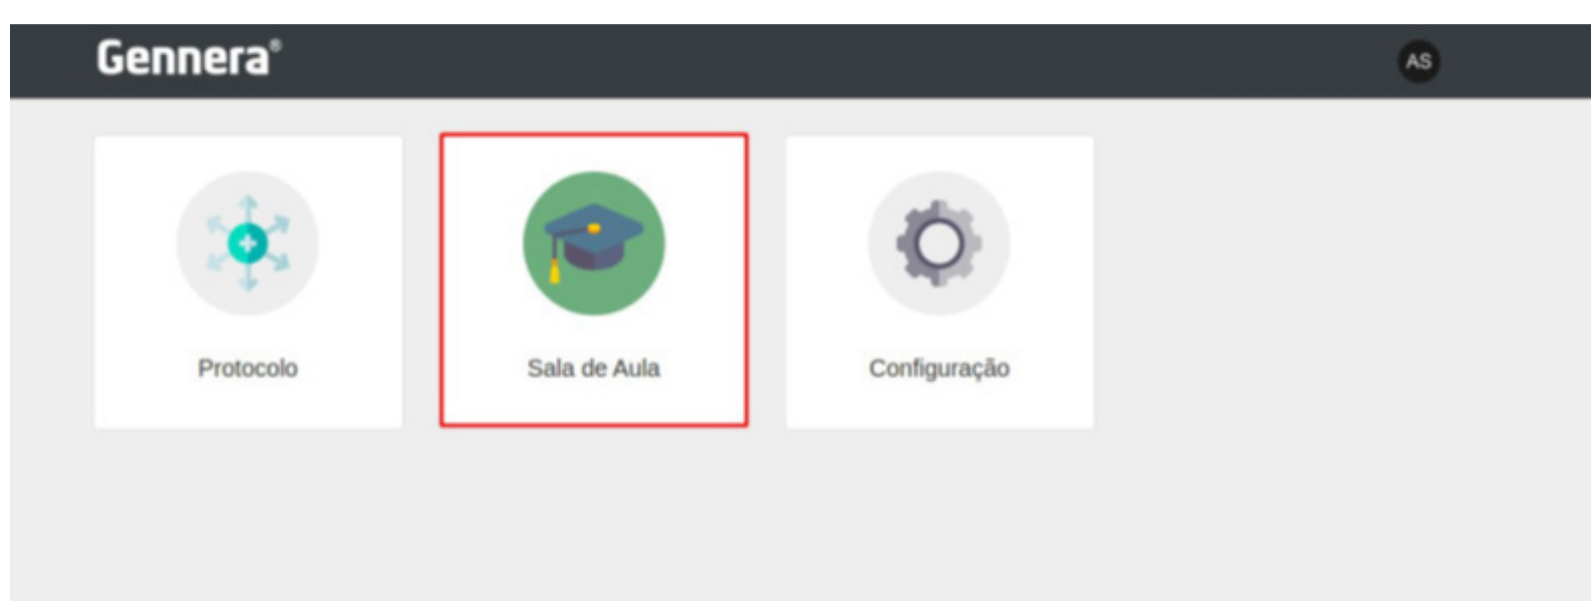 Gennera®
AS
Protocolo
Sala de Aula
Configuração